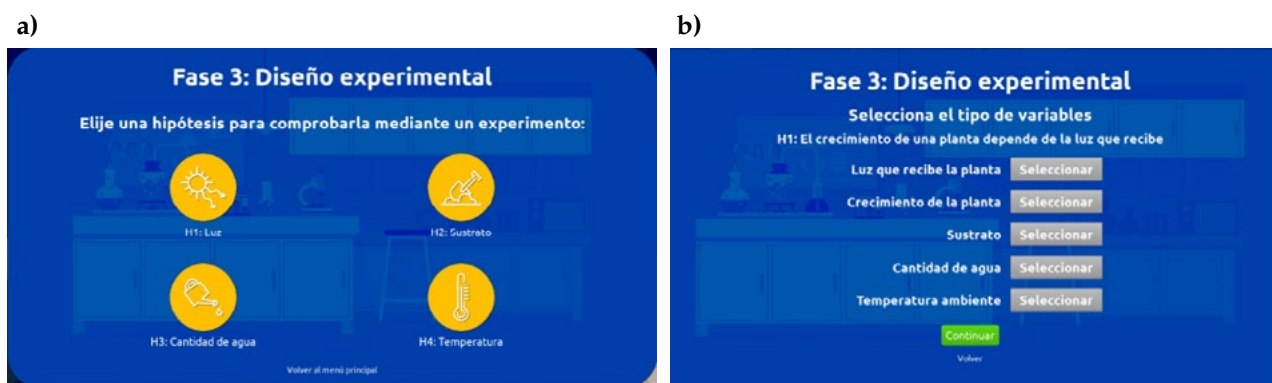 a)
Fase 3: Diseño experimental
Elije una hipótesis para comprobarla mediante un experimento:
H1: Luz
H2: Sustrato
H3: Cantidad de agua
H4: Temperatura
Volver al menú principal
b)
Fase 3: Diseño experimental
Selecciona el tipo de variables
H1: El crecimiento de una planta depende de la luz que recibe
Luz que recibe la planta Seleccionar
Crecimiento de la planta Seleccionar
Sustrato Seleccionar
Cantidad de agua Seleccionar
Temperatura ambiente Seleccionar
Continuar
Volver